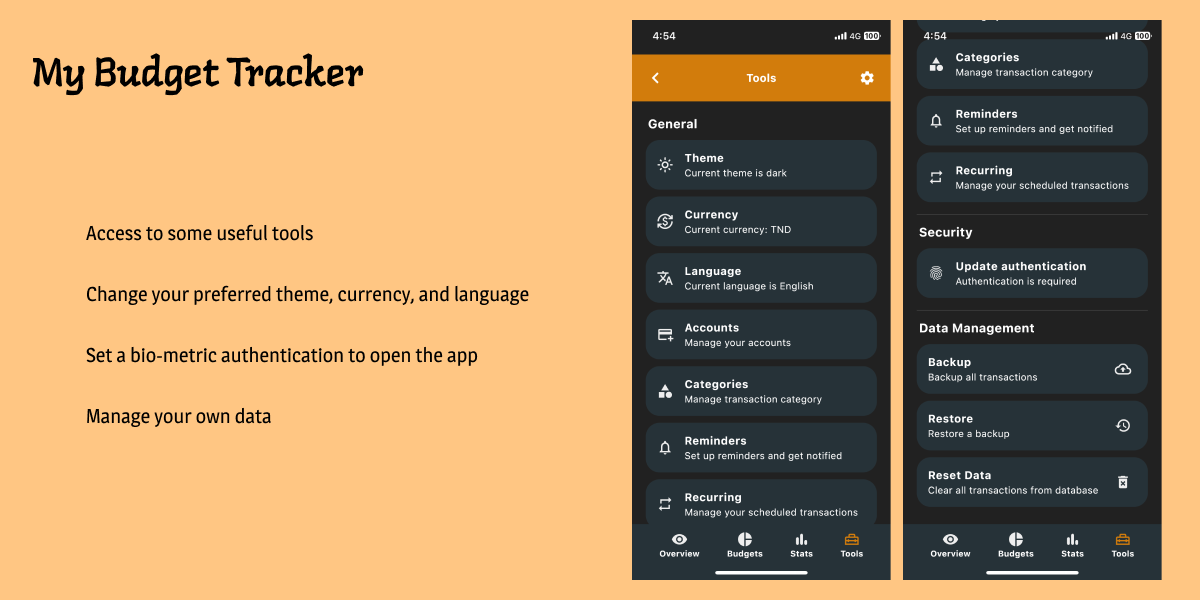 My Budget Tracker
Access to some useful tools
Change your preferred theme, currency, and language
Set a bio-metric authentication to open the app
Manage your own data
4:54
4G 100
Tools
General
Theme
Current theme is dark
Currency
Current currency: TND
Language
Current language is English
Accounts
Manage your accounts
Categories
Manage transaction category
Reminders
Set up reminders and get notified
Recurring
Manage your scheduled transactions
Overview Budgets Stats Tools
4:54
4G 100
Categories
Manage transaction category
Reminders
Set up reminders and get notified
Recurring
Manage your scheduled transactions
Security
Update authentication
Authentication is required
Data Management
Backup
Backup all transactions
Restore
Restore a backup
Reset Data
Clear all transactions from database
Overview Budgets Stats Tools